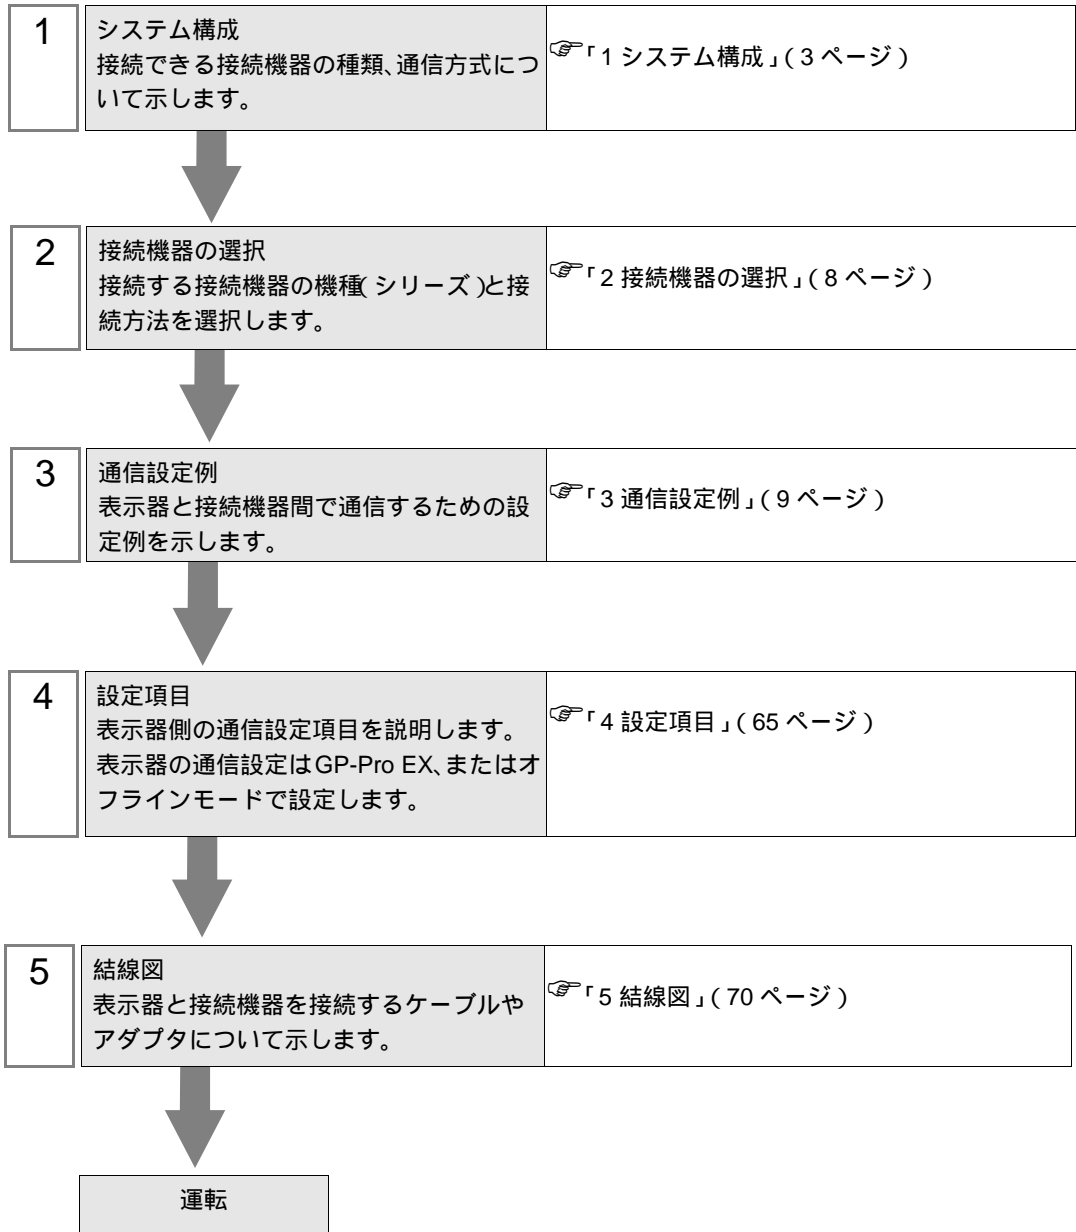 1
システム構成
接続できる接続機器の種類、通信方式につ
いて示します。
☞「1 システム構成」(3 ページ)
2
接続機器の選択
接続する接続機器の機種(シリーズ)と接
続方法を選択します。
☞「2 接続機器の選択」(8 ページ)
3
通信設定例
表示器と接続機器間で通信するための設
定例を示します。
☞「3 通信設定例」(9 ページ)
4
設定項目
表示器側の通信設定項目を説明します。
表示器の通信設定はGP-Pro EX、またはオ
フラインモードで設定します。
☞「4 設定項目」(65 ページ)
5
結線図
表示器と接続機器を接続するケーブルや
アダプタについて示します。
☞「5 結線図」(70 ページ)
運転